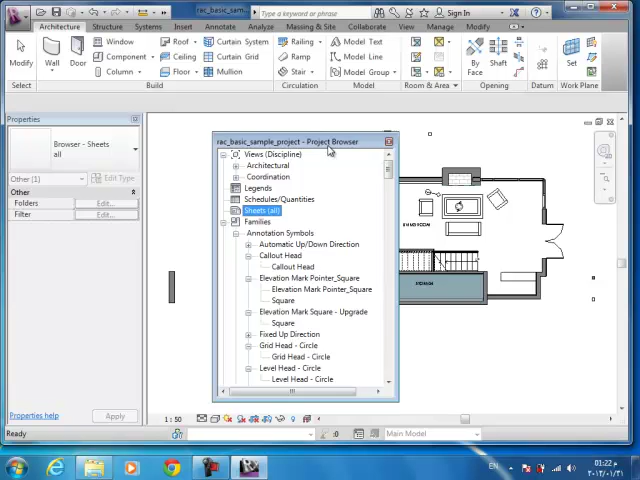 rac_basic_sam...
Type a keyword or phrase
Sign In
Architecture
Structure
Systems
Insert
Annotate
Analyze
Massing & Site
Collaborate
View
Manage
Modify
Modify
Wall
Door
Window
Component
Column
Roof
Ceiling
Floor
Curtain System
Curtain Grid
Mullion
Railing
Ramp
Stair
Model Text
Model Line
Model Group
By Face
Shaft
Datum
Set
Select
Build
Circulation
Model
Room & Area
Opening
Work Plane
Properties
Browser - Sheets
all
Other (1)
Edit Type
Other
Folders
Edit...
Filter
Edit...
Properties help
Apply
rac_basic_sample_project - Project Browser
Views (Discipline)
Architectural
Coordination
Legends
Schedules/Quantities
Sheets (all)
Families
Annotation Symbols
Automatic Up/Down Direction
Callout Head
Callout Head
Elevation Mark Pointer_Square
Elevation Mark Pointer_Square
Square
Elevation Mark Square - Upgrade
Square
Fixed Up Direction
Grid Head - Circle
Grid Head - Circle
Level Head - Circle
Level Head - Circle
1 : 50
Ready
:0
Main Model
EN
01:22 م
٢٠١٢/٠١/٣١